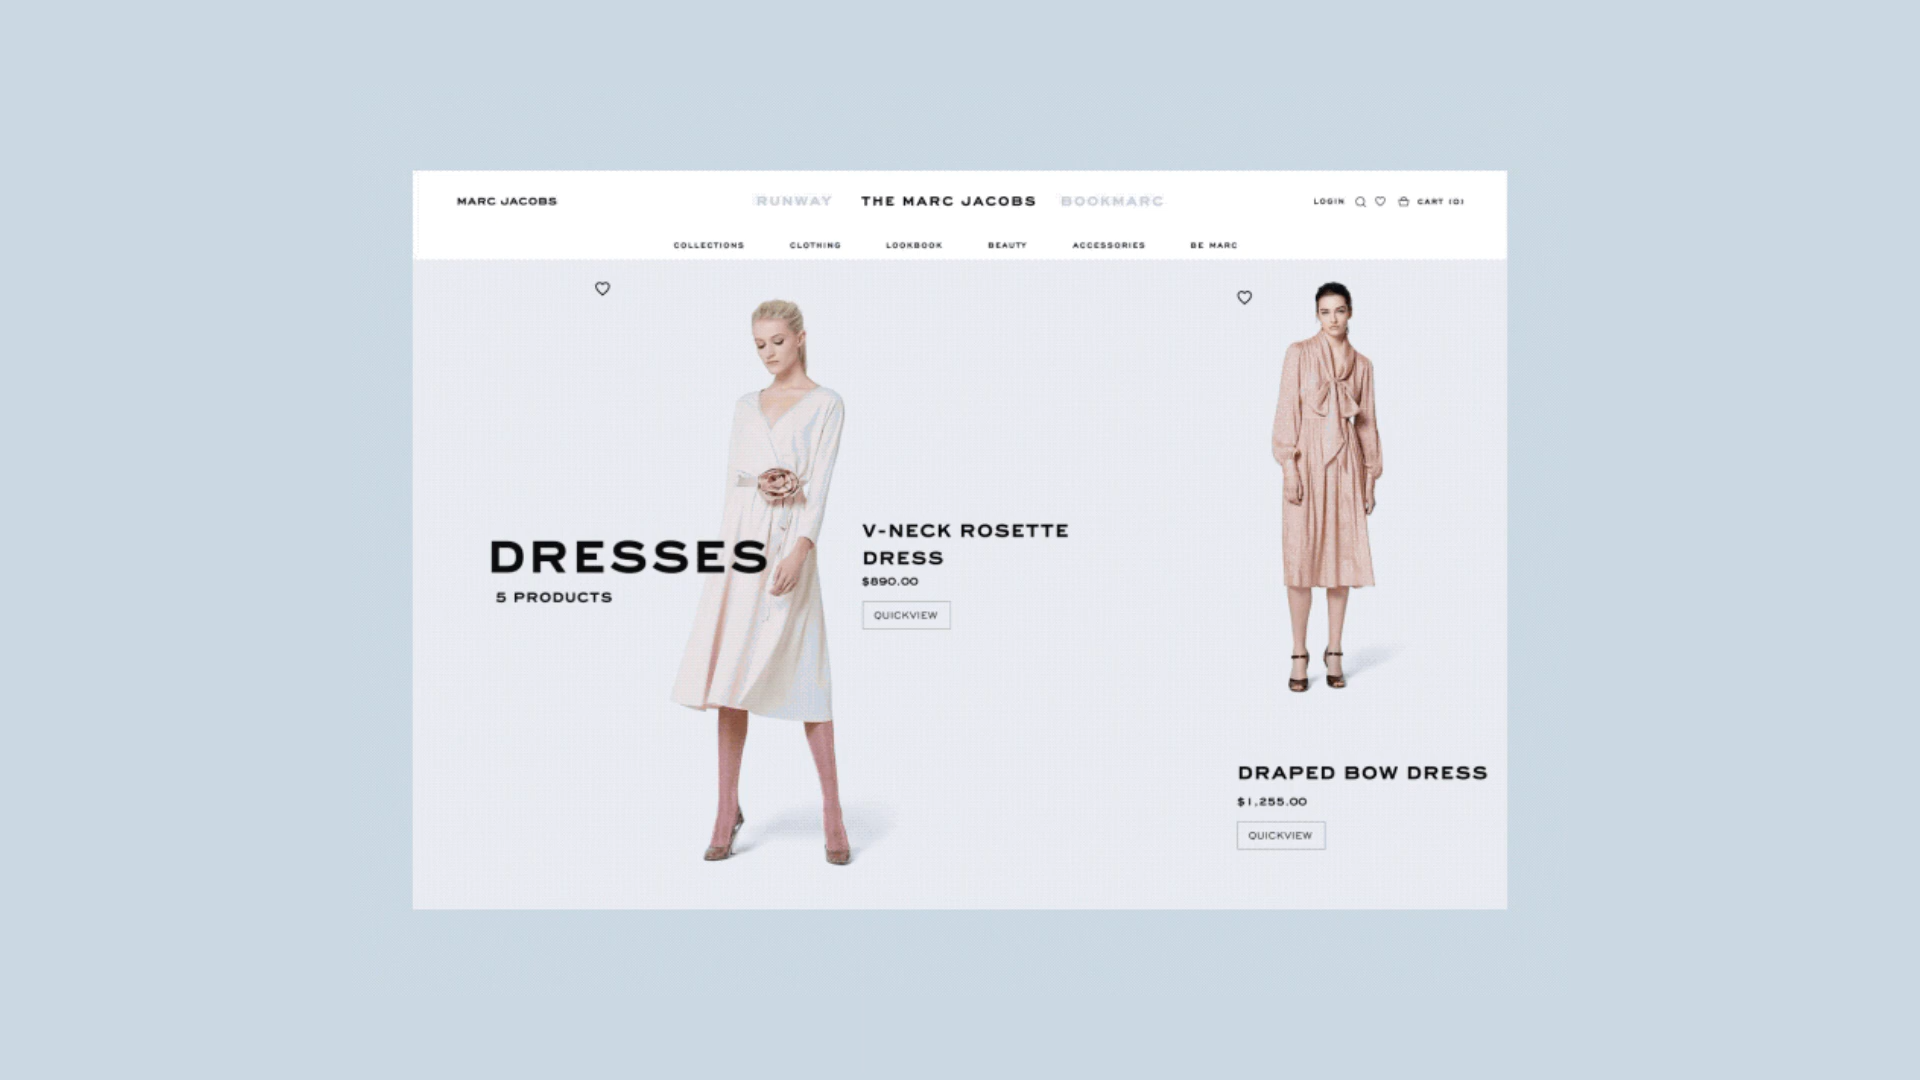 MARC JACOBS
RUNWAY
THE MARC JACOBS
BOOKMARC
LOGIN
CART (0)
COLLECTIONS
CLOTHING
LOOKBOOK
BEAUTY
ACCESSORIES
BE MARC
DRESSES
5 PRODUCTS
V-NECK ROSETTE
DRESS
$890.00
QUICKVIEW
DRAPED BOW DRESS
$1,255.00
QUICKVIEW